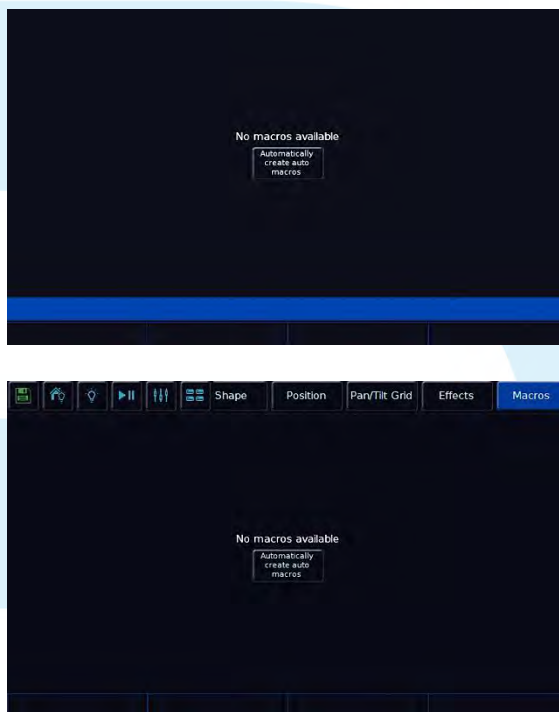 No macros available
Automatically
create auto
macros
Shape Position Pan/Tilt Grid Effects Macros
No macros available
Automatically
create auto
macros